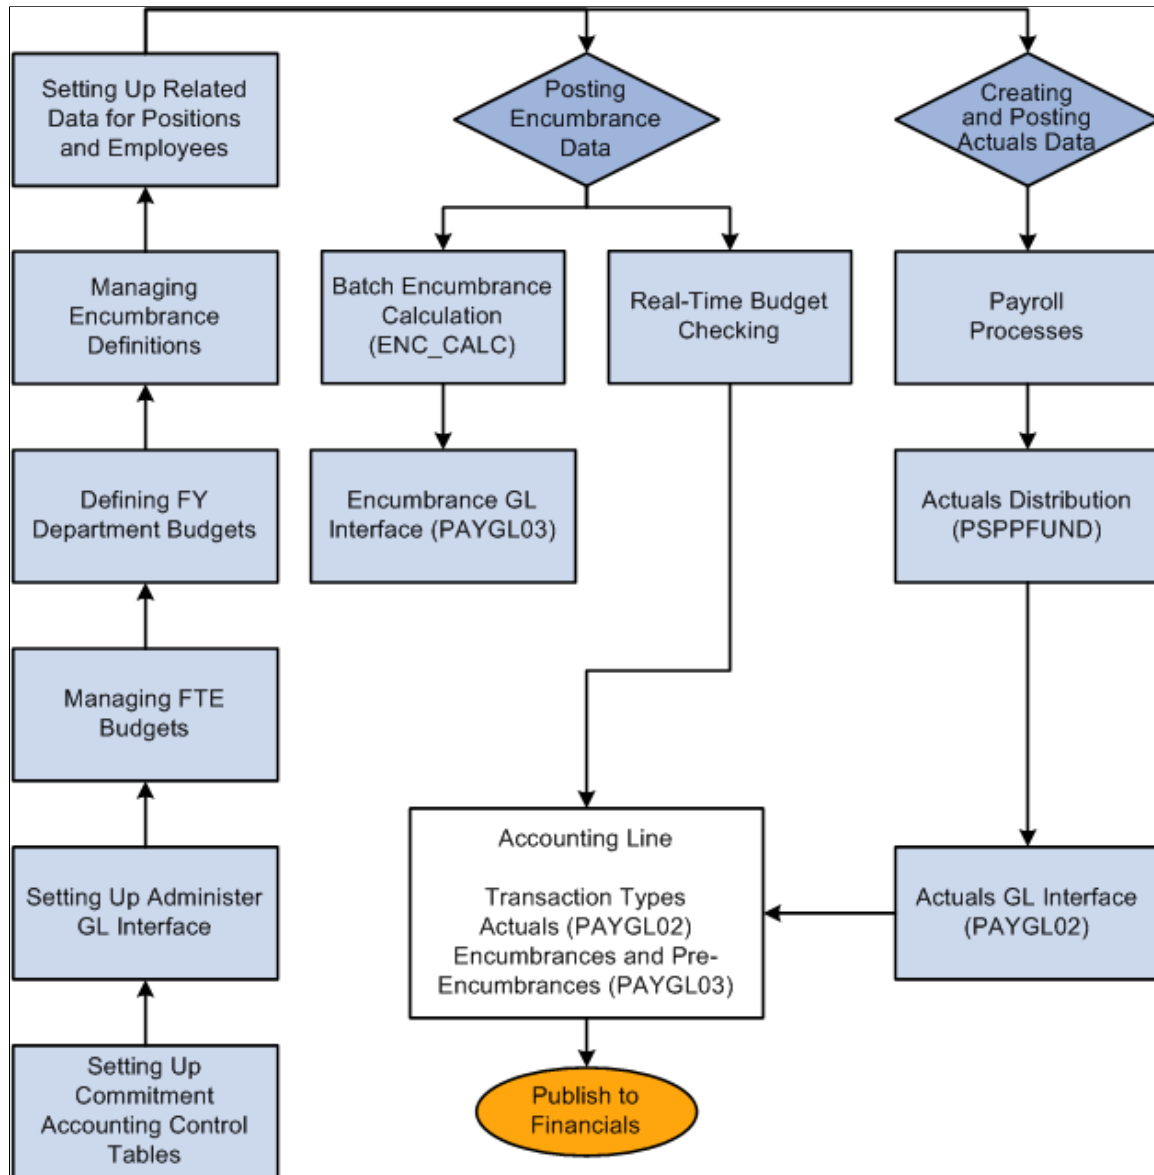 Setting Up Related
Data for Positions
and Employees
Posting
Encumbrance
Data
Creating
and Posting
Actuals Data
Managing
Encumbrance
Definitions
Batch Encumbrance
Calculation
(ENC_CALC)
Real-Time Budget
Checking
Payroll
Processes
Defining FY
Department Budgets
Encumbrance GL
Interface (PAYGL03)
Actuals Distribution
(PSPPFUND)
Managing FTE
Budgets
Setting Up Administer
GL Interface
Accounting Line
Transaction Types
Actuals (PAYGL02)
Encumbrances and Pre-
Encumbrances (PAYGL03)
Actuals GL Interface
(PAYGL02)
Setting Up
Commitment
Accounting Control
Tables
Publish to
Financials